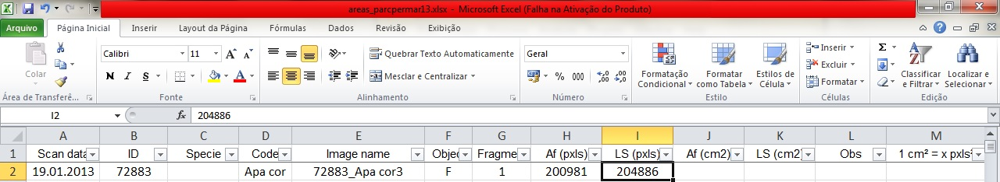 areas_parcpermar13.xlsx - Microsoft Excel (Falha na Ativação do Produto)
Arquivo Página Inicial Inserir Layout da Página Fórmulas Dados Revisão Exibição
Colar
Área de Transferê...
Calibri 11
N I S
Fonte
Quebrar Texto Automaticamente
Mesclar e Centralizar
Alinhamento
Geral
% 000
Número
Formatação Condicional
Formatar como Tabela
Estilos de Célula
Estilo
Inserir
Excluir
Formatar
Células
Classificar e Filtrar
Localizar e Selecionar
Edição
I2 fx 204886
A B C D E F G H I J K L M
1 Scan data ID Specie Code Image name Objec Fragme Af (pxls) LS (pxls) Af (cm2) LS (cm2) Obs 1 cm² = x pxls²
2 19.01.2013 72883 Apa cor 72883_Apa cor3 F 1 200981 204886